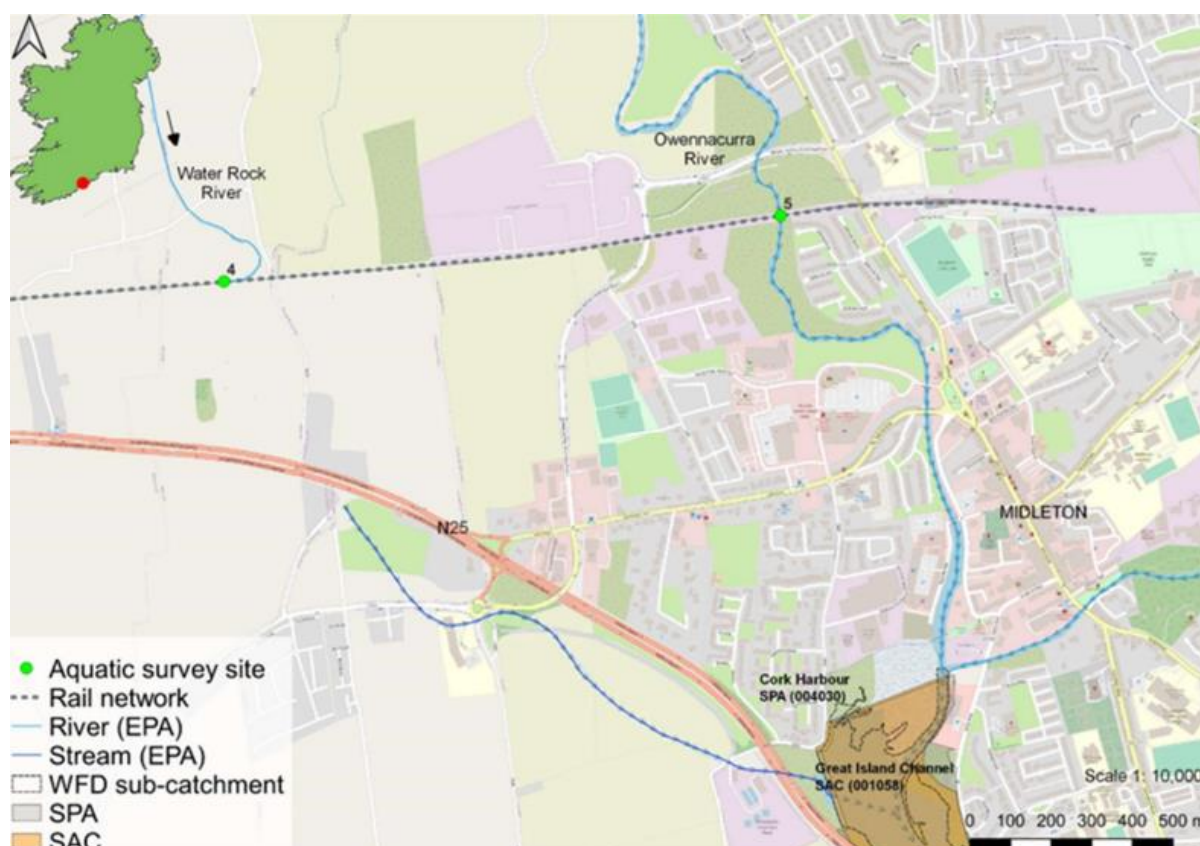 Owennacurra
River
Water Rock
River
5
4
N25
MIDLETON
Cork Harbour
SPA (004030)
Great Island Channel
SAC (001058)
Scale 1: 10,000
0 100 200 300 400 500 m
Aquatic survey site
Rail network
River (EPA)
Stream (EPA)
WFD sub-catchment
SPA
SAC